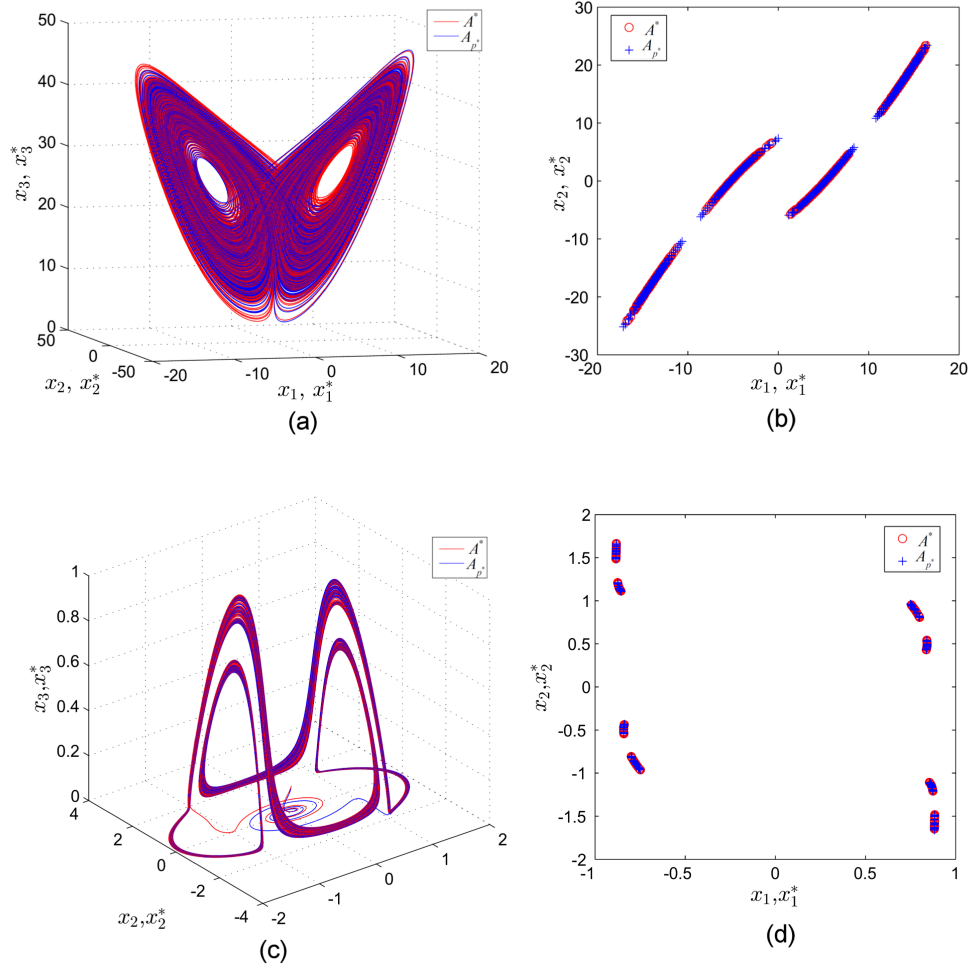 50
40
30
20
10
0
x₃, x₃*
50
0
-50
x₂, x₂*
-20
-10
0
10
20
x₁, x₁*
A*
Aₚ*
(a)
30
20
10
0
-10
-20
-30
x₂, x₂*
-20
-10
0
10
20
x₁, x₁*
A*
Aₚ*
(b)
1
0.8
0.6
0.4
0.2
0
x₃,x₃*
4
2
0
-2
-4
x₂,x₂*
-2
-1
0
1
2
A*
Aₚ*
(c)
2
1.5
1
0.5
0
-0.5
-1
-1.5
-2
x₂,x₂*
-1
-0.5
0
0.5
1
x₁,x₁*
A*
Aₚ*
(d)